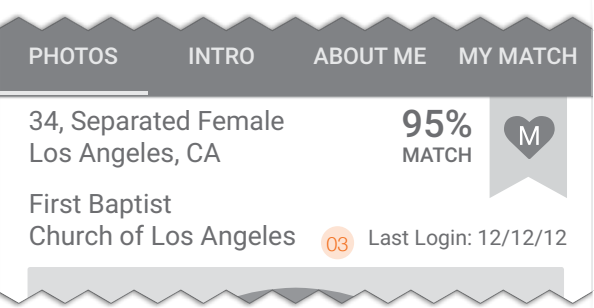 PHOTOS INTRO ABOUT ME MY MATCH
34, Separated Female
Los Angeles, CA
95%
MATCH
M
First Baptist
Church of Los Angeles
03
Last Login: 12/12/12